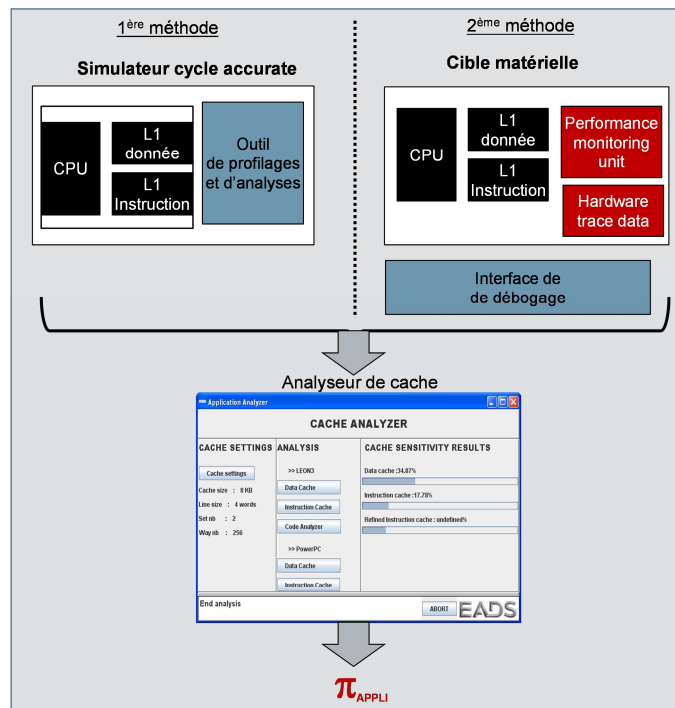 1ère méthode
Simulateur cycle accurate
CPU
L1
donnée
L1
Instruction
Outil
de profilages
et d'analyses
2ème méthode
Cible matérielle
CPU
L1
donnée
L1
Instruction
Performance
monitoring
unit
Hardware
trace data
Interface de
de débogage
Analyseur de cache
Application Analyzer
CACHE ANALYZER
CACHE SETTINGS
Cache settings
Cache size : 8 KB
Line size : 4 words
Set nb : 2
Way nb : 256
ANALYSIS
>> LEON3
Data Cache
Instruction Cache
Code Analyzer
>> PowerPC
Data Cache
Instruction Cache
CACHE SENSITIVITY RESULTS
Data cache :34.87%
Instruction cache :17.78%
Refined Instruction cache : undefined%
End analysis
ABORT
EADS
π APPLI